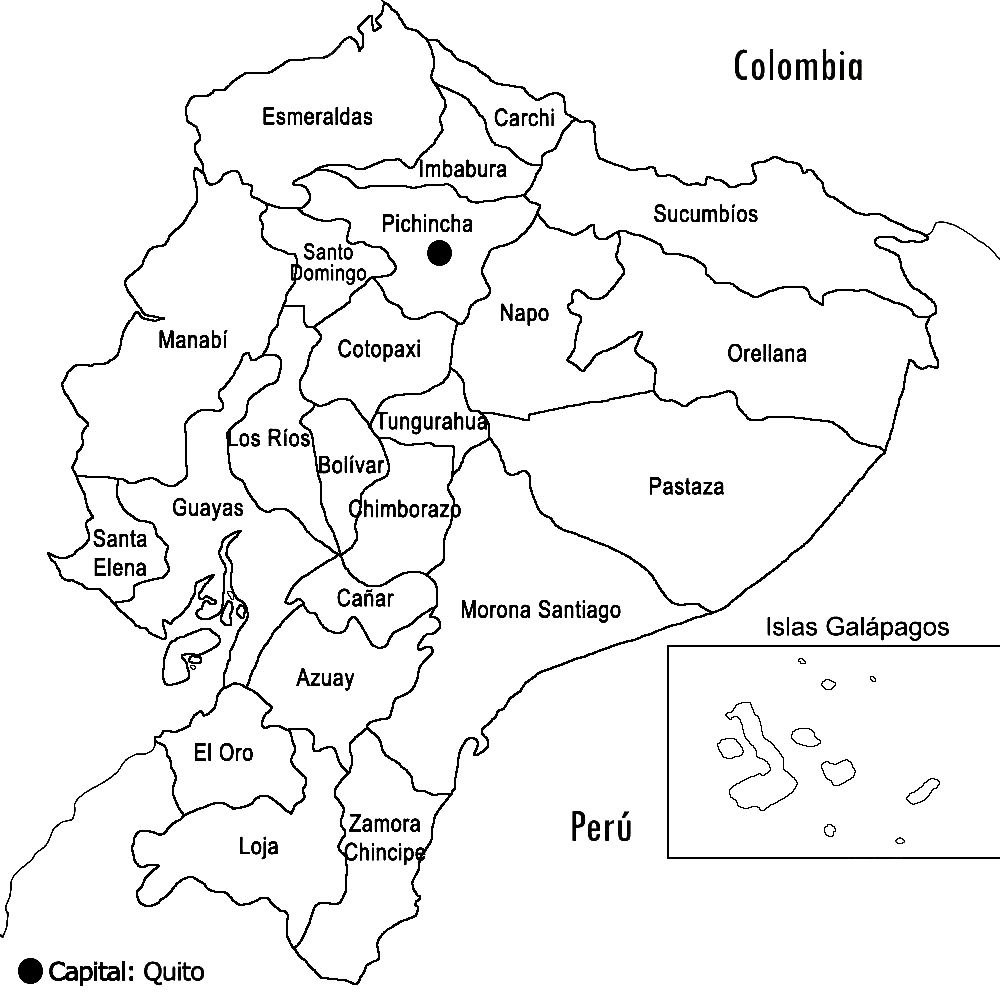 Colombia
Esmeraldas
Carchi
Imbabura
Sucumbíos
Pichincha
Santo
Domingo
Napo
Manabí
Cotopaxi
Orellana
Tungurahua
Los Ríos
Bolívar
Pastaza
Guayas
Chimborazo
Santa
Elena
Cañar
Morona Santiago
Islas Galápagos
Azuay
El Oro
Perú
Zamora
Chincipe
Loja
Capital: Quito